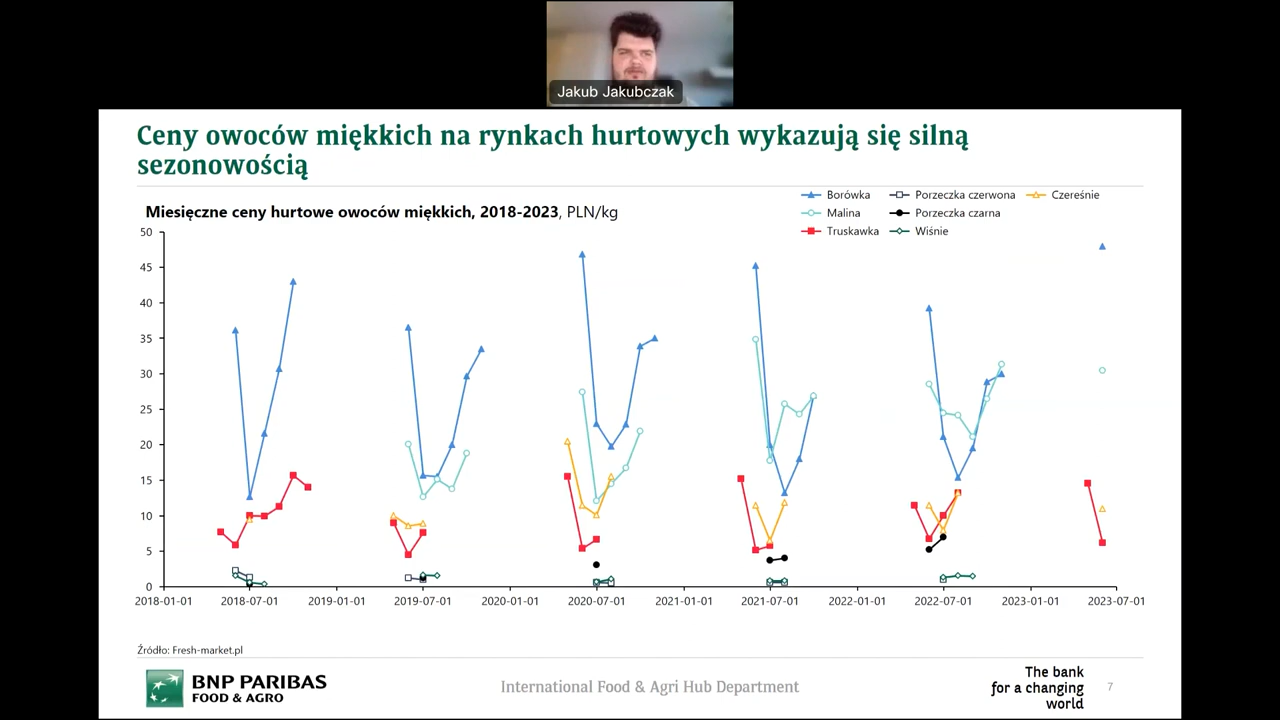 Jakub Jakubczak
Ceny owoców miękkich na rynkach hurtowych wykazują się silną
sezonowością
Miesięczne ceny hurtowe owoców miękkich, 2018-2023, PLN/kg
Borówka
Porzeczka czerwona
Czereśnie
Malina
Porzeczka czarna
Truskawka
Wiśnie
50
45
40
35
30
25
20
15
10
5
0
2018-01-01
2018-07-01
2019-01-01
2019-07-01
2020-01-01
2020-07-01
2021-01-01
2021-07-01
2022-01-01
2022-07-01
2023-01-01
2023-07-01
Źródło: Fresh-market.pl
BNP PARIBAS
FOOD & AGRO
International Food & Agri Hub Department
The bank
for a changing
world
7